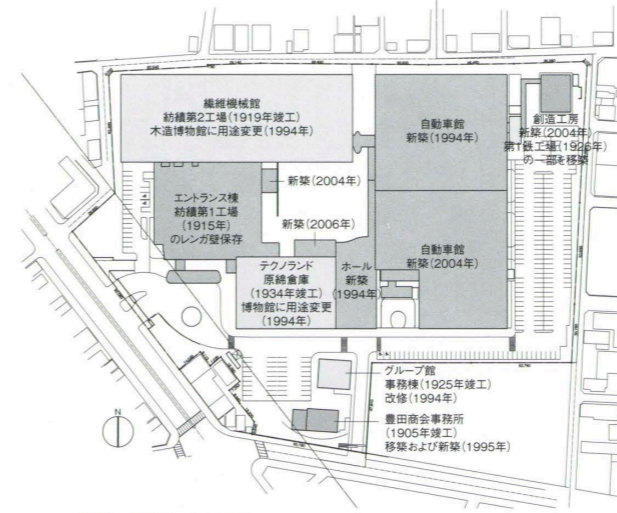 繊維機械館
紡績第2工場(1919年竣工)
木造博物館に用途変更(1994年)
自動車館
新築(1994年)
創造工房
新築(2004年)
第1鉄工場(1926年)
の一部を移築
新築(2004年)
エントランス棟
紡績第1工場
(1915年)
のレンガ壁保存
新築(2006年)
自動車館
新築(2004年)
テクノランド
原綿倉庫
(1934年竣工)
博物館に用途変更
(1994年)
ホール
新築
(1994年)
グループ館
事務棟(1925年竣工)
改修(1994年)
豊田商会事務所
(1905年竣工)
移築および新築(1995年)
N